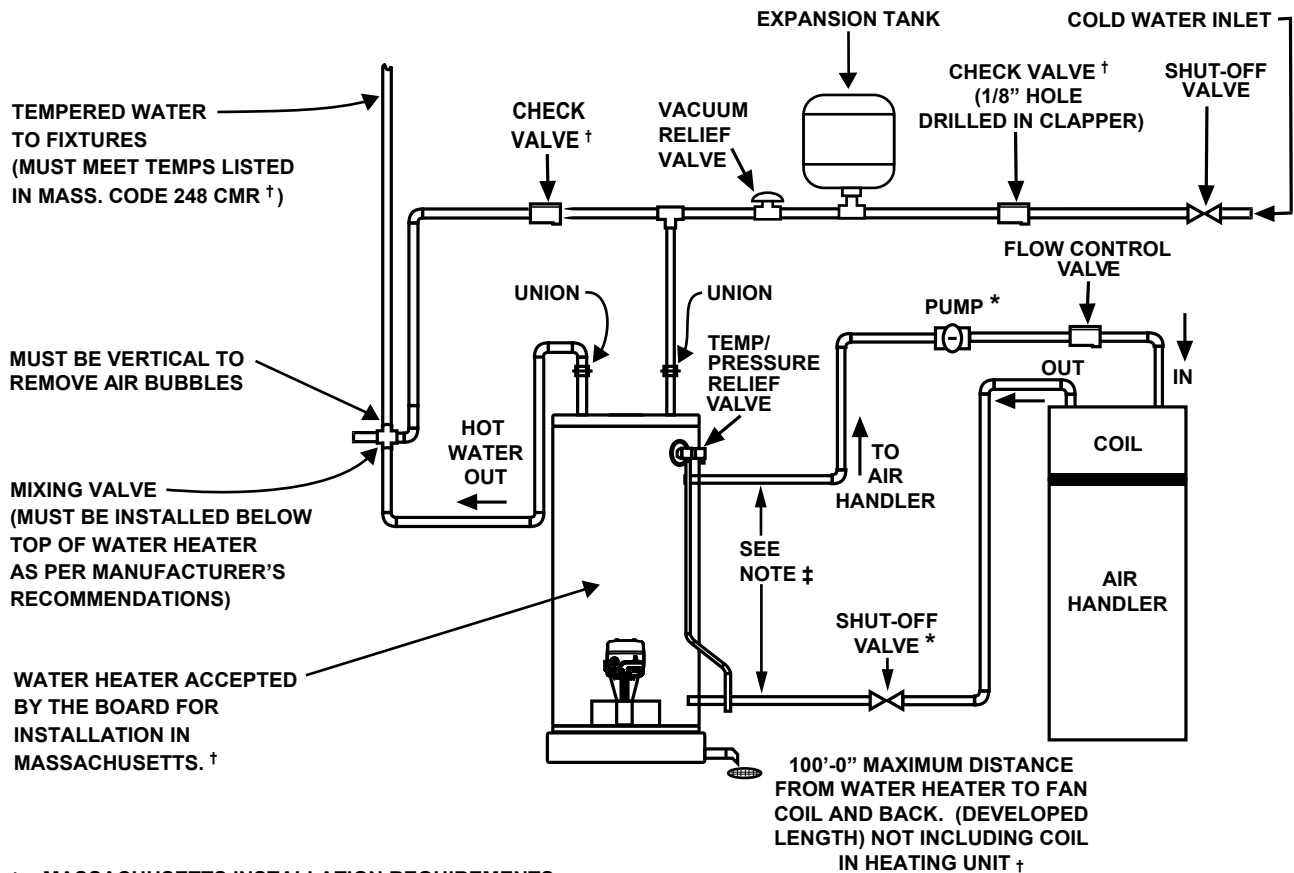 EXPANSION TANK
COLD WATER INLET
TEMPERED WATER
TO FIXTURES
(MUST MEET TEMPS LISTED
IN MASS. CODE 248 CMR †)
CHECK
VALVE †
VACUUM
RELIEF
VALVE
CHECK VALVE †
(1/8” HOLE
DRILLED IN CLAPPER)
SHUT-OFF
VALVE
FLOW CONTROL
VALVE
UNION
UNION
PUMP *
TEMP/
PRESSURE
RELIEF
VALVE
OUT
IN
MUST BE VERTICAL TO
REMOVE AIR BUBBLES
HOT
WATER
OUT
TO
AIR
HANDLER
COIL
MIXING VALVE
(MUST BE INSTALLED BELOW
TOP OF WATER HEATER
AS PER MANUFACTURER’S
RECOMMENDATIONS)
SEE
NOTE ‡
AIR
HANDLER
SHUT-OFF
VALVE *
WATER HEATER ACCEPTED
BY THE BOARD FOR
INSTALLATION IN
MASSACHUSETTS. †
100’-0” MAXIMUM DISTANCE
FROM WATER HEATER TO FAN
COIL AND BACK. (DEVELOPED
LENGTH) NOT INCLUDING COIL
IN HEATING UNIT †
MASSACHUSETTS INSTALLATION REQUIREMENTS